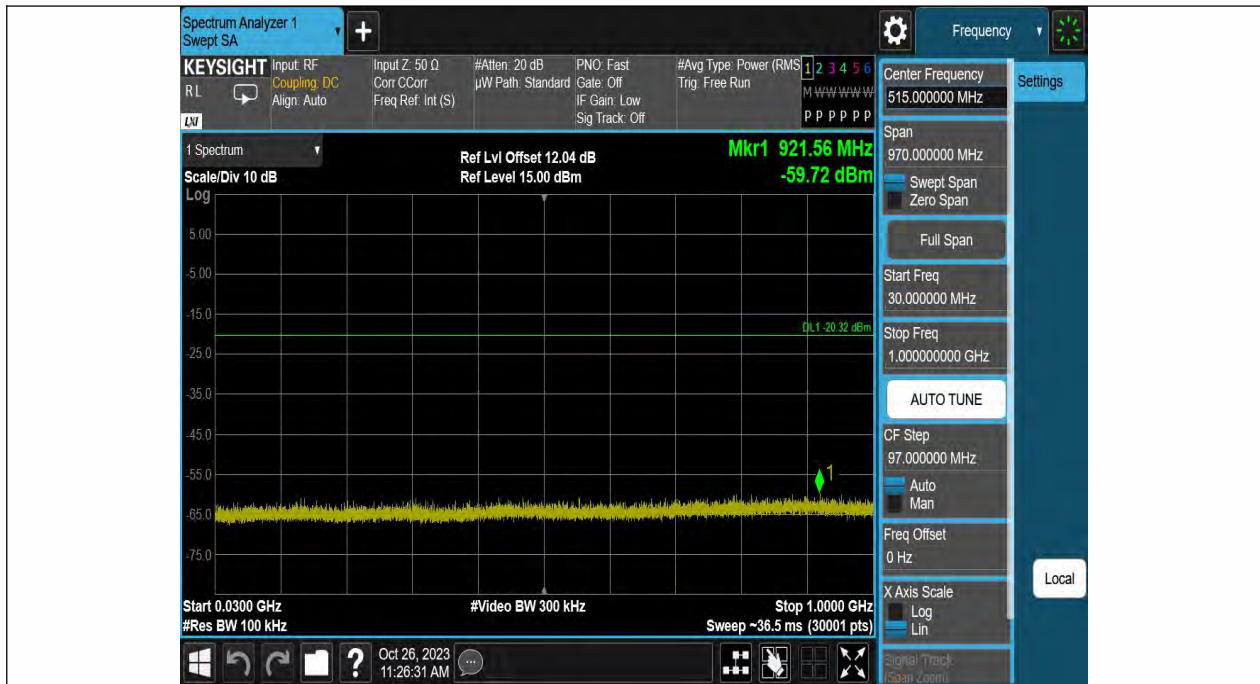 Spectrum Analyzer 1
Swept SA
+
Frequency
KEYSIGHT
RL
LXI
Input: RF
Coupling: DC
Align: Auto
Input Z: 50 Ω
Corr CCorr
Freq Ref: Int (S)
#Atten: 20 dB
µW Path: Standard
PNO: Fast
Gate: Off
IF Gain: Low
Sig Track: Off
#Avg Type: Power (RMS
Trig: Free Run
1 2 3 4 5 6
M W W W W W
P P P P P P
1 Spectrum
Scale/Div 10 dB
Ref Lvl Offset 12.04 dB
Ref Level 15.00 dBm
Mkr1 921.56 MHz
-59.72 dBm
Log
5.00
-5.00
-15.0
DL1 -20.32 dBm
-25.0
-35.0
-45.0
-55.0
1
-65.0
-75.0
Start 0.0300 GHz
#Video BW 300 kHz
Stop 1.0000 GHz
#Res BW 100 kHz
Sweep ~36.5 ms (30001 pts)
?
Oct 26, 2023
11:26:31 AM
Center Frequency
515.000000 MHz
Settings
Span
970.000000 MHz
Swept Span
Zero Span
Full Span
Start Freq
30.000000 MHz
Stop Freq
1.000000000 GHz
AUTO TUNE
CF Step
97.000000 MHz
Auto
Man
Freq Offset
0 Hz
X Axis Scale
Log
Lin
Local
Signal Track
(Span Zoom)